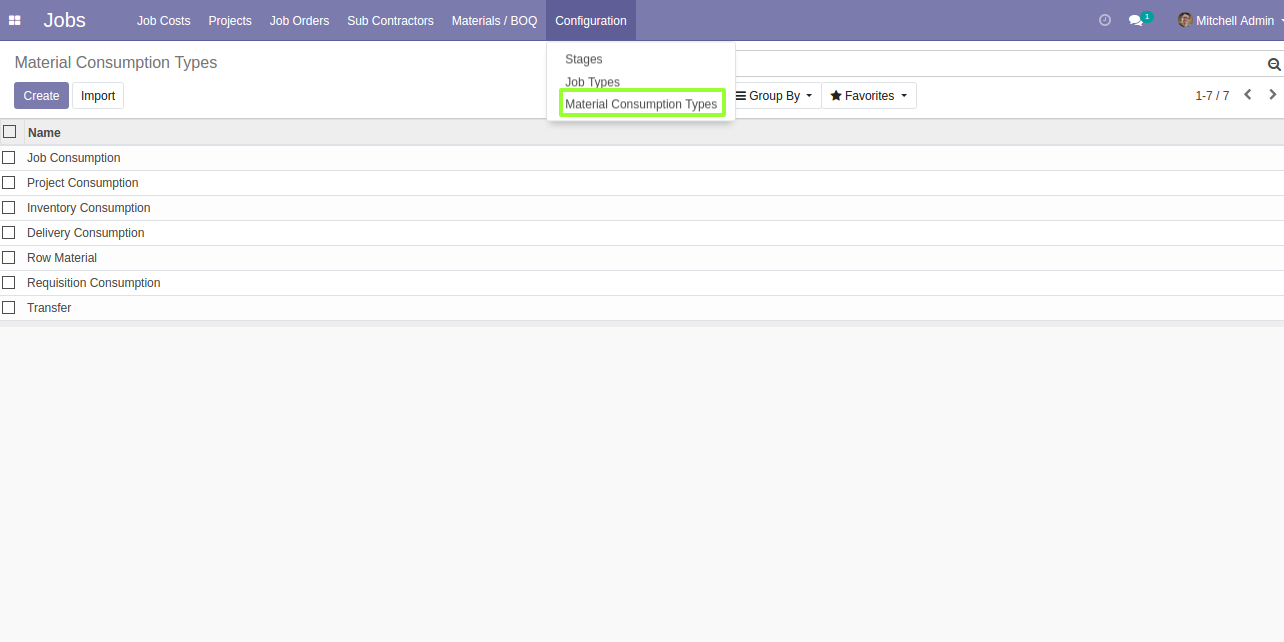 Jobs Job Costs Projects Job Orders Sub Contractors Materials / BOQ Configuration 1 Mitchell Admin
Material Consumption Types
Stages
Job Types
Material Consumption Types
Create Import Group By Favorites 1-7 / 7
Name
Job Consumption
Project Consumption
Inventory Consumption
Delivery Consumption
Row Material
Requisition Consumption
Transfer